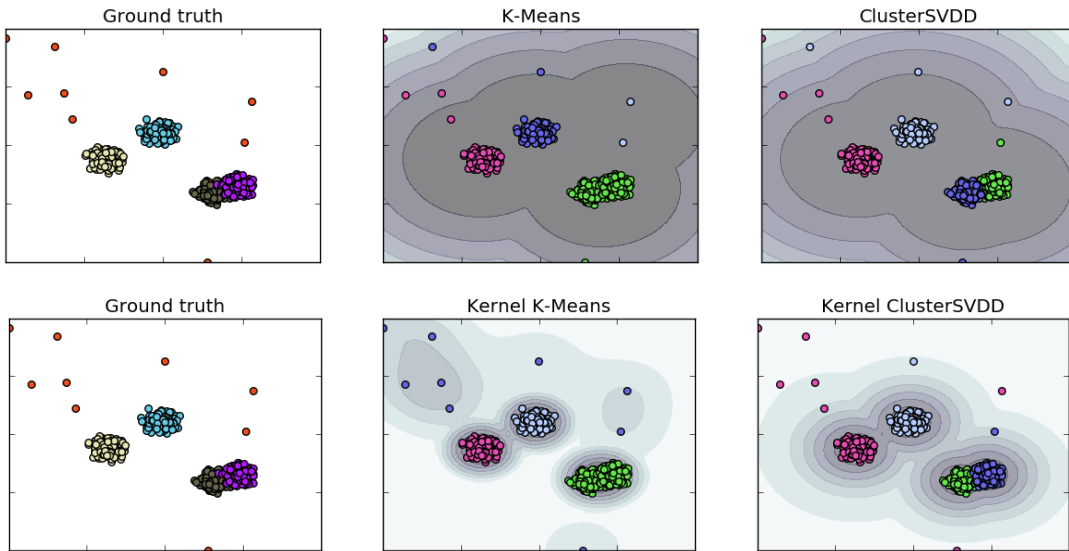 Ground truth
K-Means
ClusterSVDD
Ground truth
Kernel K-Means
Kernel ClusterSVDD